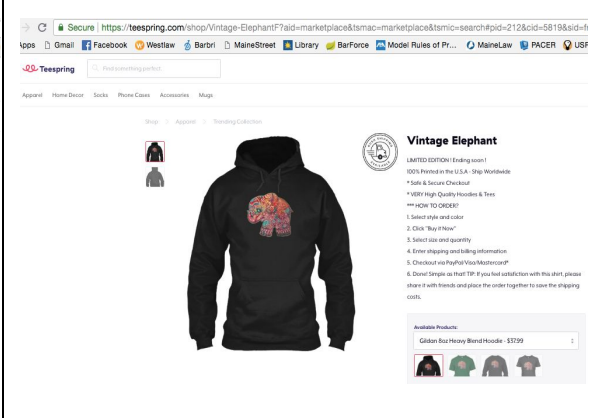 Secure | https://teespring.com/shop/Vintage-ElephantF?aid=marketplace&tsmac=marketplace&tsmic=search#pid=212&cid=5819&sid=fr
Apps Gmail Facebook Westlaw Barbri MaineStreet Library BarForce Model Rules of Pr... MaineLaw PACER USP
Teespring
Find something perfect
Apparel Home Decor Socks Phone Cases Accessories Mugs
Shop > Apparel > Trending Collection
Vintage Elephant
LIMITED EDITION ! Ending soon !
100% Printed in the U.S.A - Ship Worldwide
* Safe & Secure Checkout
* VERY High Quality Hoodies & Tees
*** HOW TO ORDER?
1. Select style and color
2. Click "Buy it Now"
3. Select size and quantity
4. Enter shipping and billing information
5. Checkout via PayPal/Visa/Mastercard*
6. Done! Simple as that! TIP: If you feel satisfiction with this shirt, please
share it with friends and place the order together to save the shipping
costs.
Available Products:
Gildan 8oz Heavy Blend Hoodie - $37.99